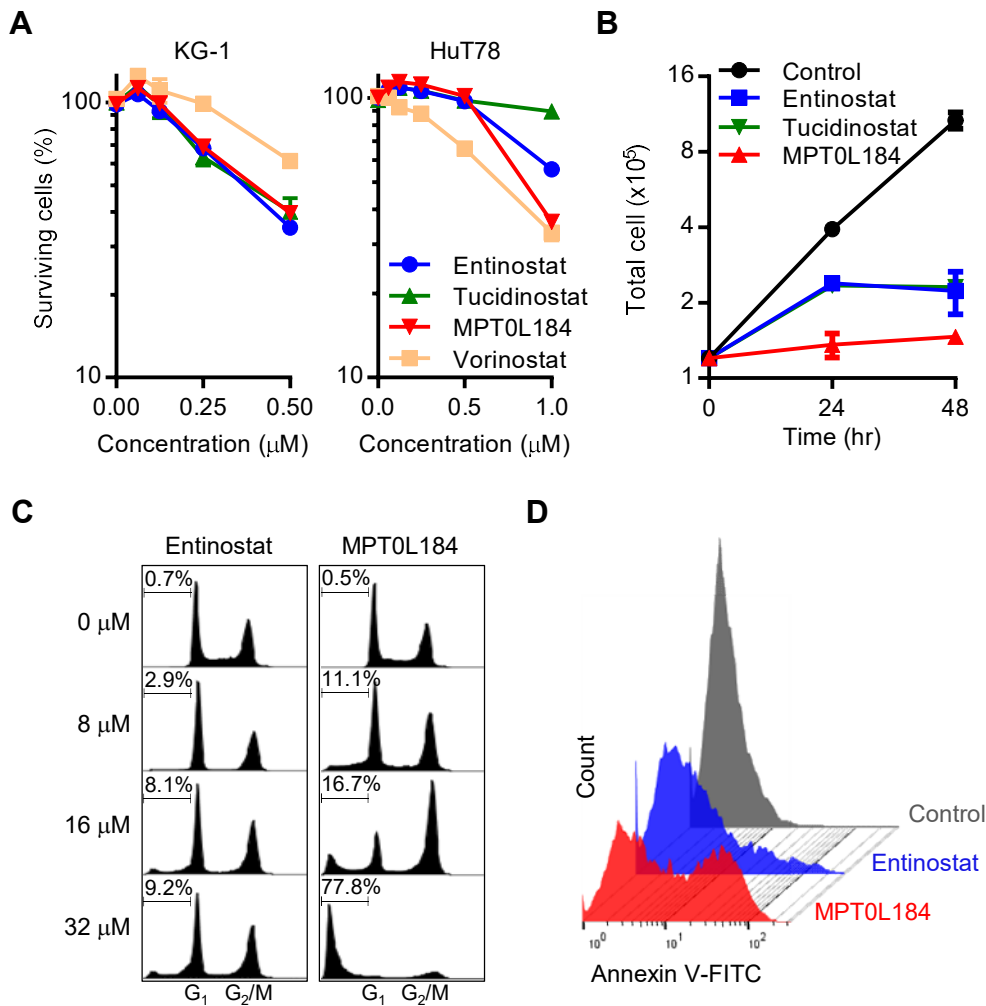 A
KG-1
HuT78
Surviving cells (%)
100
10
0.00
0.25
0.50
Concentration (μM)
100
10
0.0
0.5
1.0
Concentration (μM)
Entinostat
Tucidinostat
MPT0L184
Vorinostat
B
Total cell (x10⁵)
16
8
4
2
1
0
24
48
Time (hr)
Control
Entinostat
Tucidinostat
MPT0L184
C
Entinostat
MPT0L184
0 μM
0.7%
0.5%
8 μM
2.9%
11.1%
16 μM
8.1%
16.7%
32 μM
9.2%
77.8%
G₁
G₂/M
G₁
G₂/M
D
Count
Control
Entinostat
MPT0L184
10⁰
10¹
10²
Annexin V-FITC